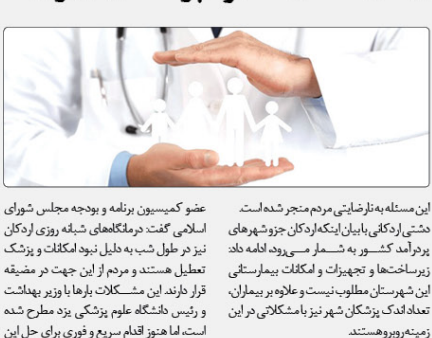 عضو کمیسیون برنامه و بودجه مجلس شورای
اسلامی گفت: درمانگاه‌های شبانه روزی اردکان
نیز در طول شب به دلیل نبود امکانات و پزشک
تعطیل هستند و مردم از این جهت در مضیقه
قرار دارند. این مشکلات بارها با وزیر بهداشت
و رئیس دانشگاه علوم پزشکی یزد مطرح شده
است، اما هنوز اقدام سریع و فوری برای حل این
این مسئله به نارضایتی مردم منجر شده است.
دشتی اردکانی با بیان اینکه اردکان جزو شهرهای
پردرآمد کشور به شمار می‌رود، ادامه داد:
زیرساخت‌ها و تجهیزات و امکانات بیمارستانی
این شهرستان مطلوب نیست و علاوه بر بیماران،
تعداد اندک پزشکان شهر نیز با مشکلاتی در این
زمینه روبرو هستند.